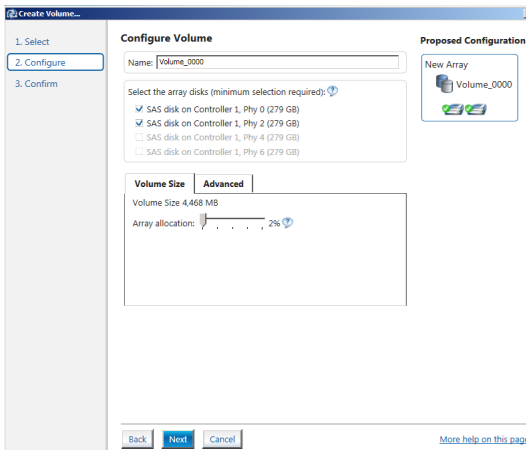 Create Volume...
1. Select
2. Configure
3. Confirm
Configure Volume
Name: Volume_0000
Select the array disks (minimum selection required):
SAS disk on Controller 1, Phy 0 (279 GB)
SAS disk on Controller 1, Phy 2 (279 GB)
SAS disk on Controller 1, Phy 4 (279 GB)
SAS disk on Controller 1, Phy 6 (279 GB)
Volume Size Advanced
Volume Size 4,468 MB
Array allocation: 2%
Proposed Configuration
New Array
Volume_0000
Back Next Cancel
More help on this page